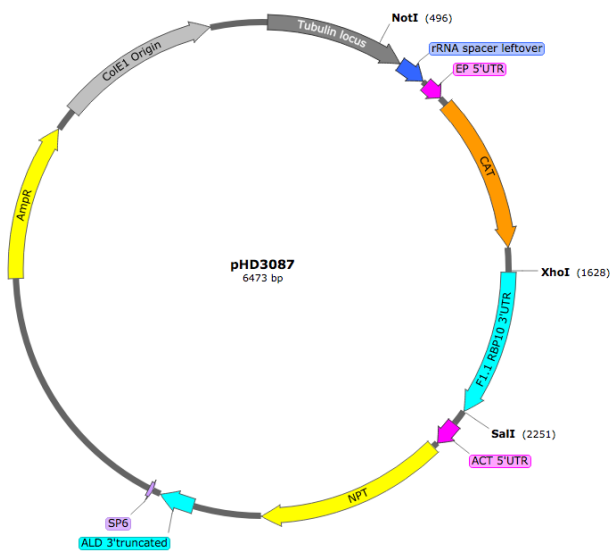 Tubulin locus
NotI (496)
rRNA spacer leftover
EP 5'UTR
CAT
XhoI (1628)
F1.1 RBP10 3'UTR
SalI (2251)
ACT 5'UTR
NPT
SP6
ALD 3'truncated
AmpR
ColE1 Origin
pHD3087
6473 bp